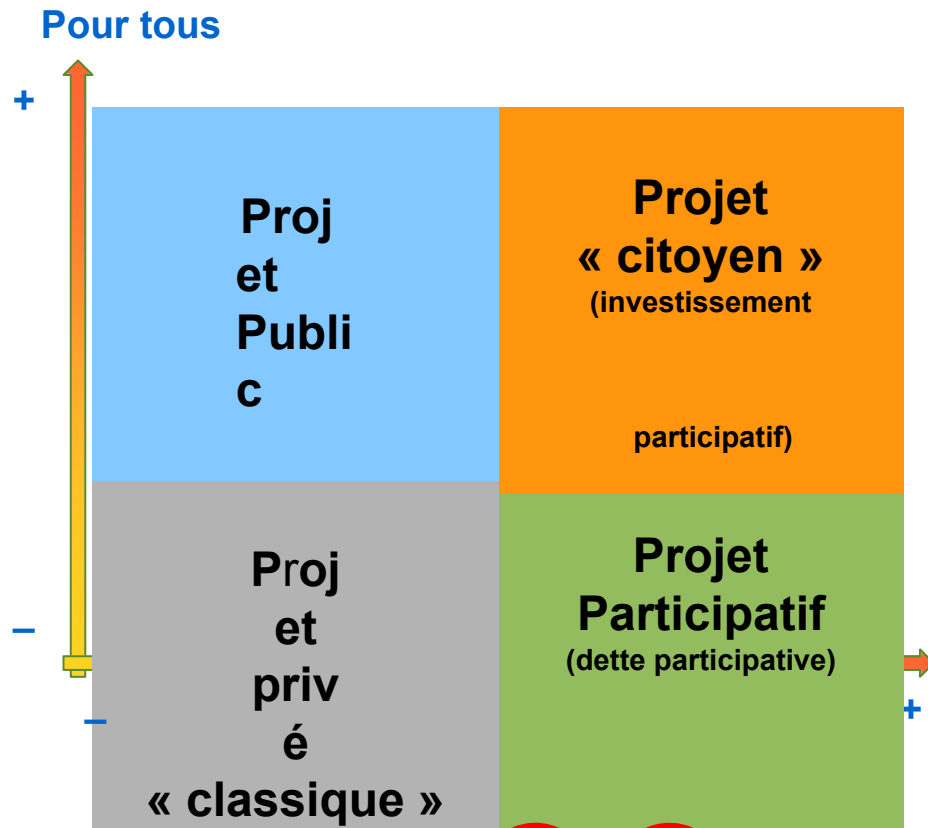 Pour tous
+
Proj
et
Publi
c
Projet
« citoyen »
(investissement
participatif)
Proj
et
priv
é
« classique »
Projet
Participatif
(dette participative)
–
–
+